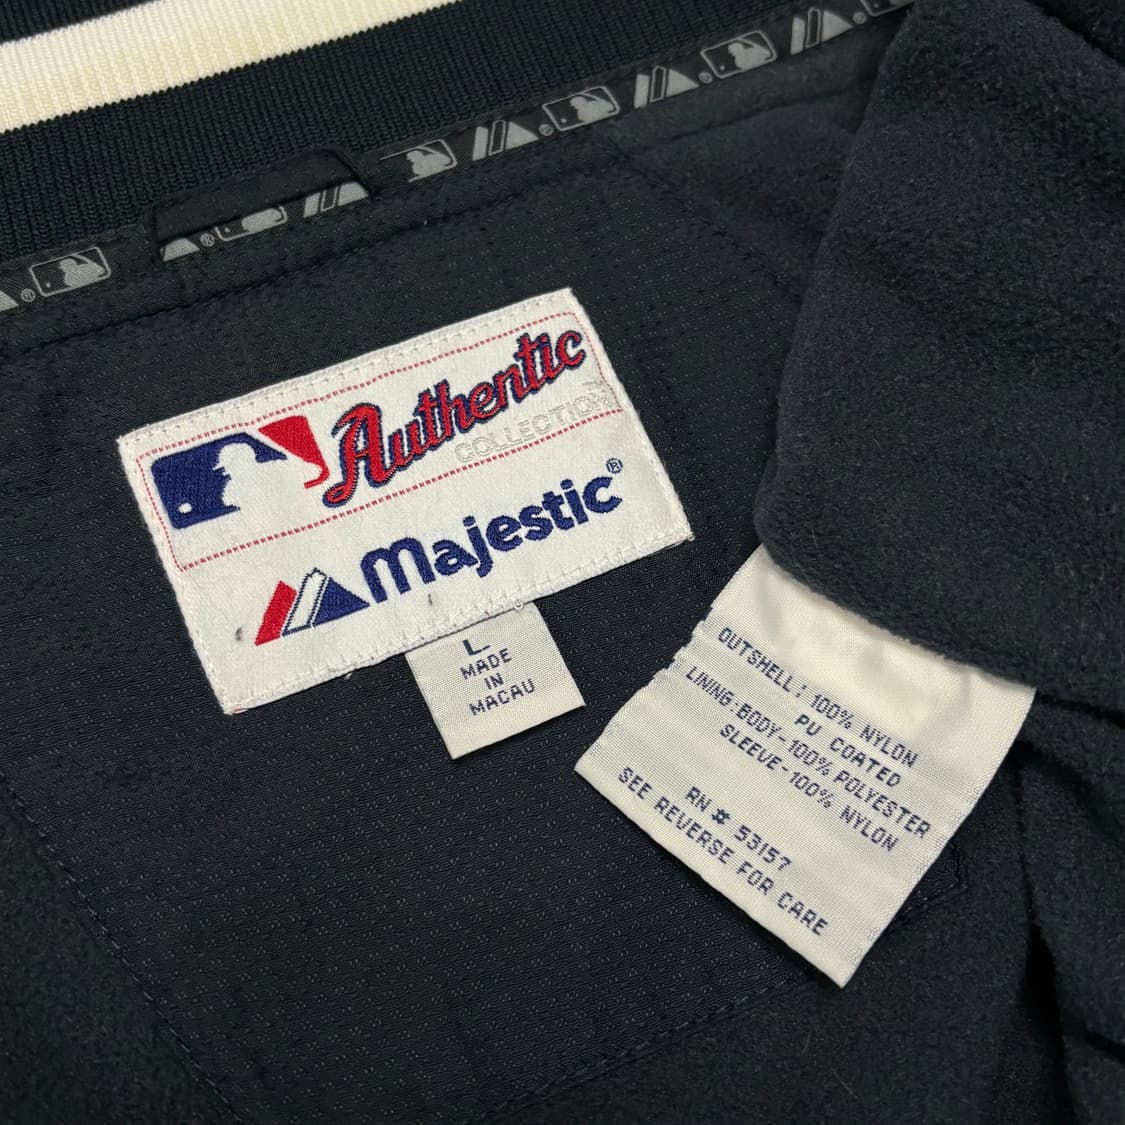 Authentic
COLLECTION™
Majestic®
L
MADE
IN
MACAU
OUTSHELL: 100% NYLON
PU COATED
LINING:BODY-100% POLYESTER
SLEEVE-100% NYLON
RN# 53157
SEE REVERSE FOR CARE